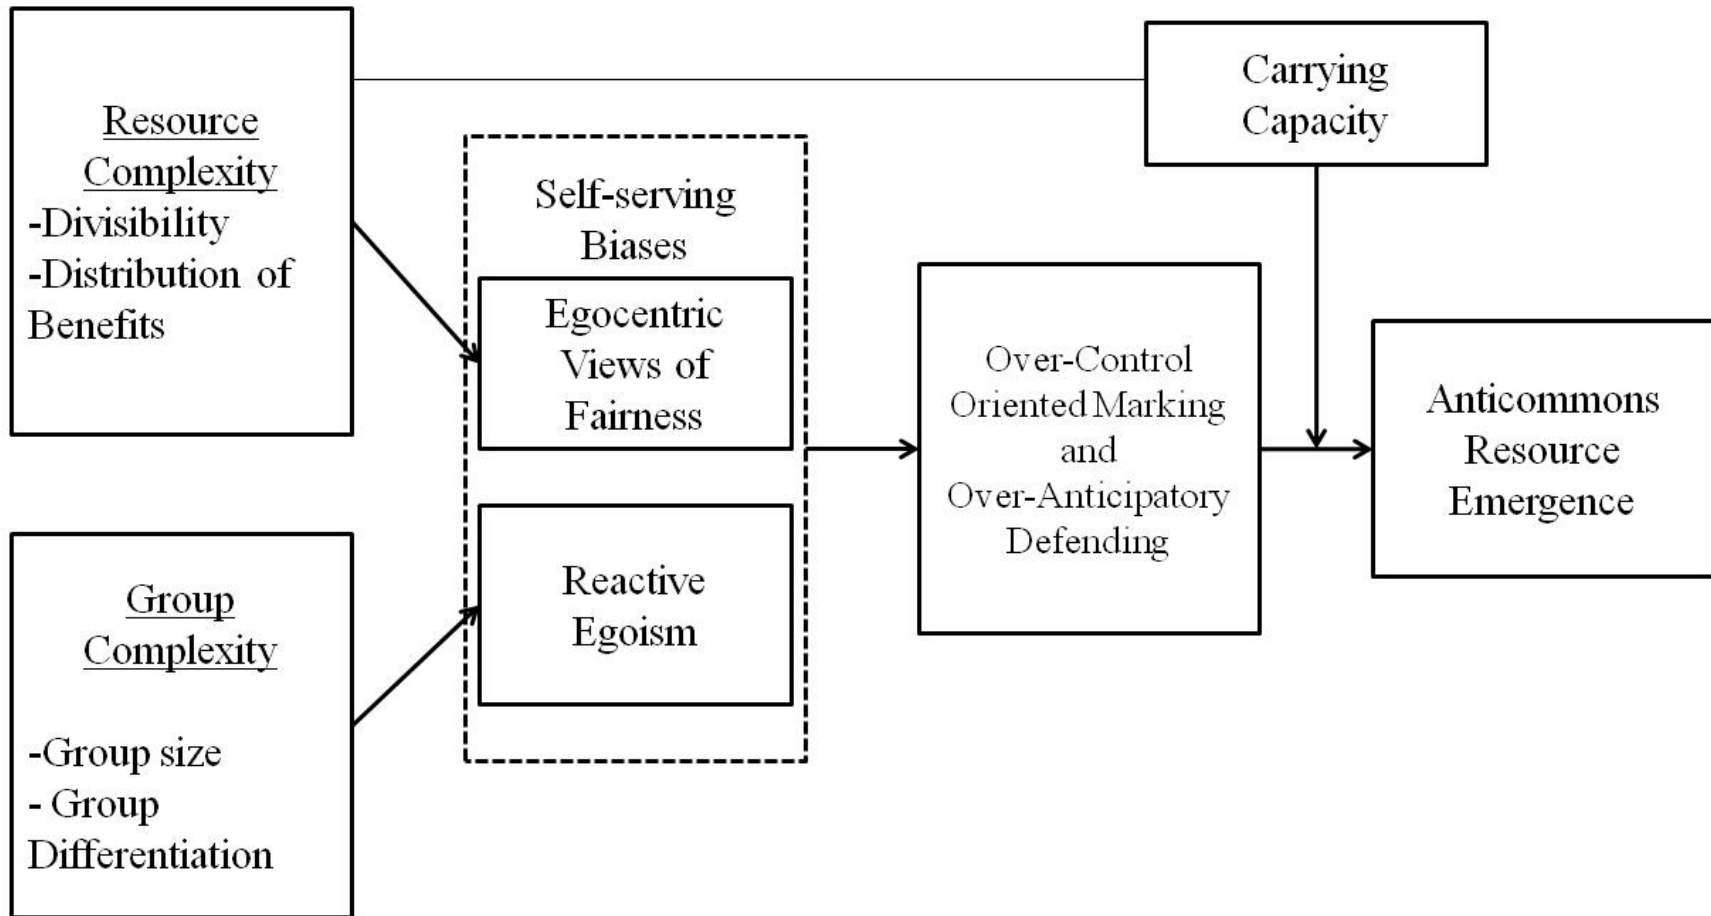 Resource
Complexity
-Divisibility
-Distribution of
Benefits
Group
Complexity
-Group size
- Group
Differentiation
Self-serving
Biases
Egocentric
Views of
Fairness
Reactive
Egoism
Over-Control
Oriented Marking
and
Over-Anticipatory
Defending
Carrying
Capacity
Anticommons
Resource
Emergence